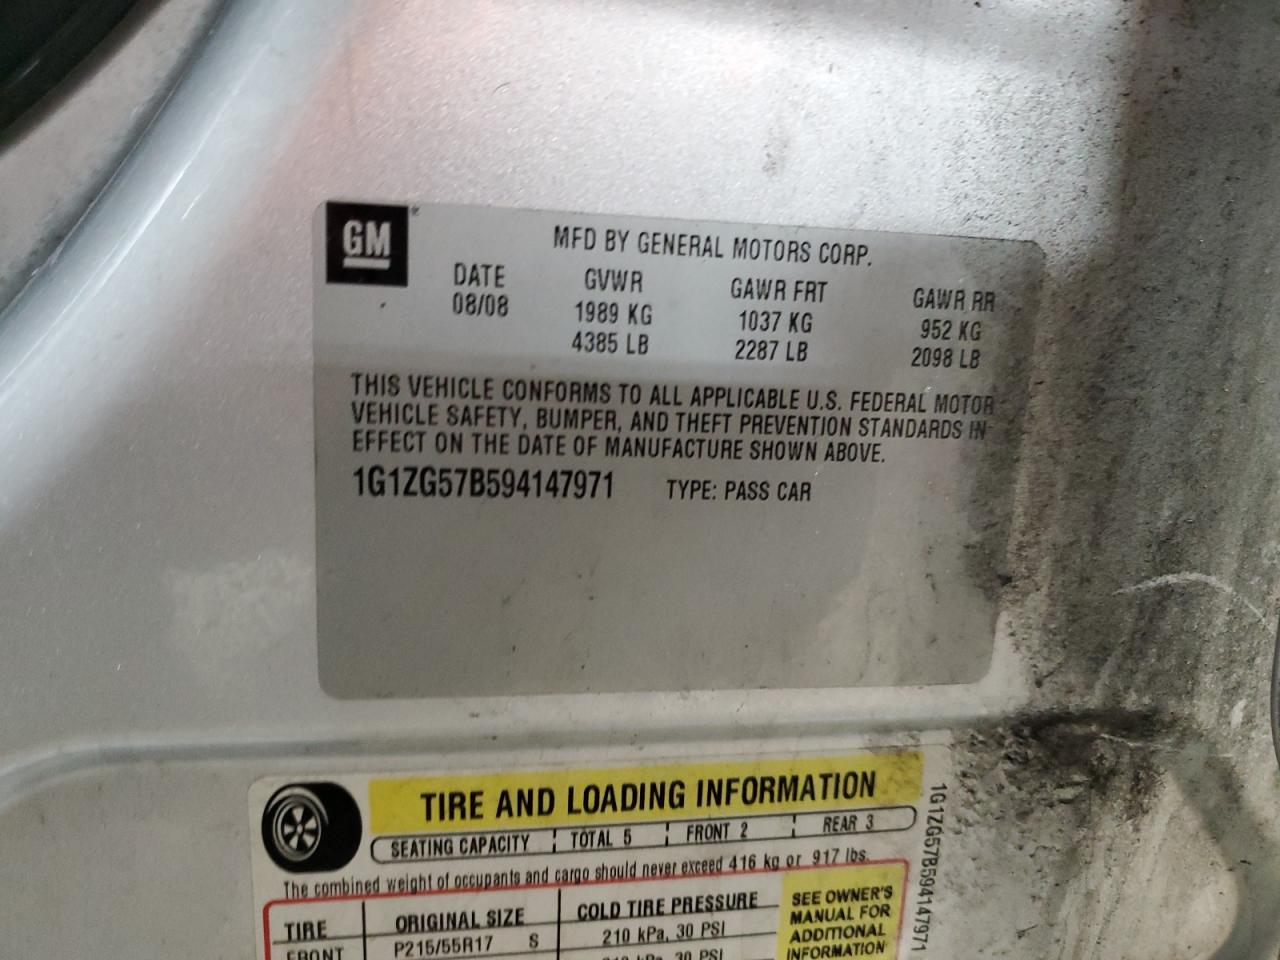 GM
MFD BY GENERAL MOTORS CORP.
DATE GVWR GAWR FRT GAWR RR
08/08 1989 KG 1037 KG 952 KG
4385 LB 2287 LB 2098 LB
THIS VEHICLE CONFORMS TO ALL APPLICABLE U.S. FEDERAL MOTOR
VEHICLE SAFETY, BUMPER, AND THEFT PREVENTION STANDARDS IN
EFFECT ON THE DATE OF MANUFACTURE SHOWN ABOVE.
1G1ZG57B594147971 TYPE: PASS CAR
TIRE AND LOADING INFORMATION
SEATING CAPACITY TOTAL 5 FRONT 2 REAR 3
The combined weight of occupants and cargo should never exceed 416 kg or 917 lbs.
TIRE ORIGINAL SIZE COLD TIRE PRESSURE
FRONT P215/55R17 S 210 kPa, 30 PSI
30 PSI
SEE OWNER'S
MANUAL FOR
ADDITIONAL
INFORMATION
1G1ZG57B594147971